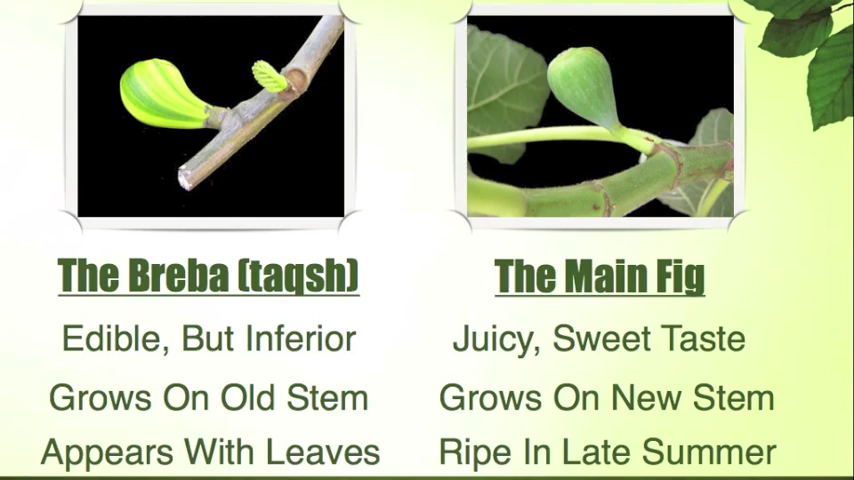 The Breba (taqsh)
Edible, But Inferior
Grows On Old Stem
Appears With Leaves
The Main Fig
Juicy, Sweet Taste
Grows On New Stem
Ripe In Late Summer